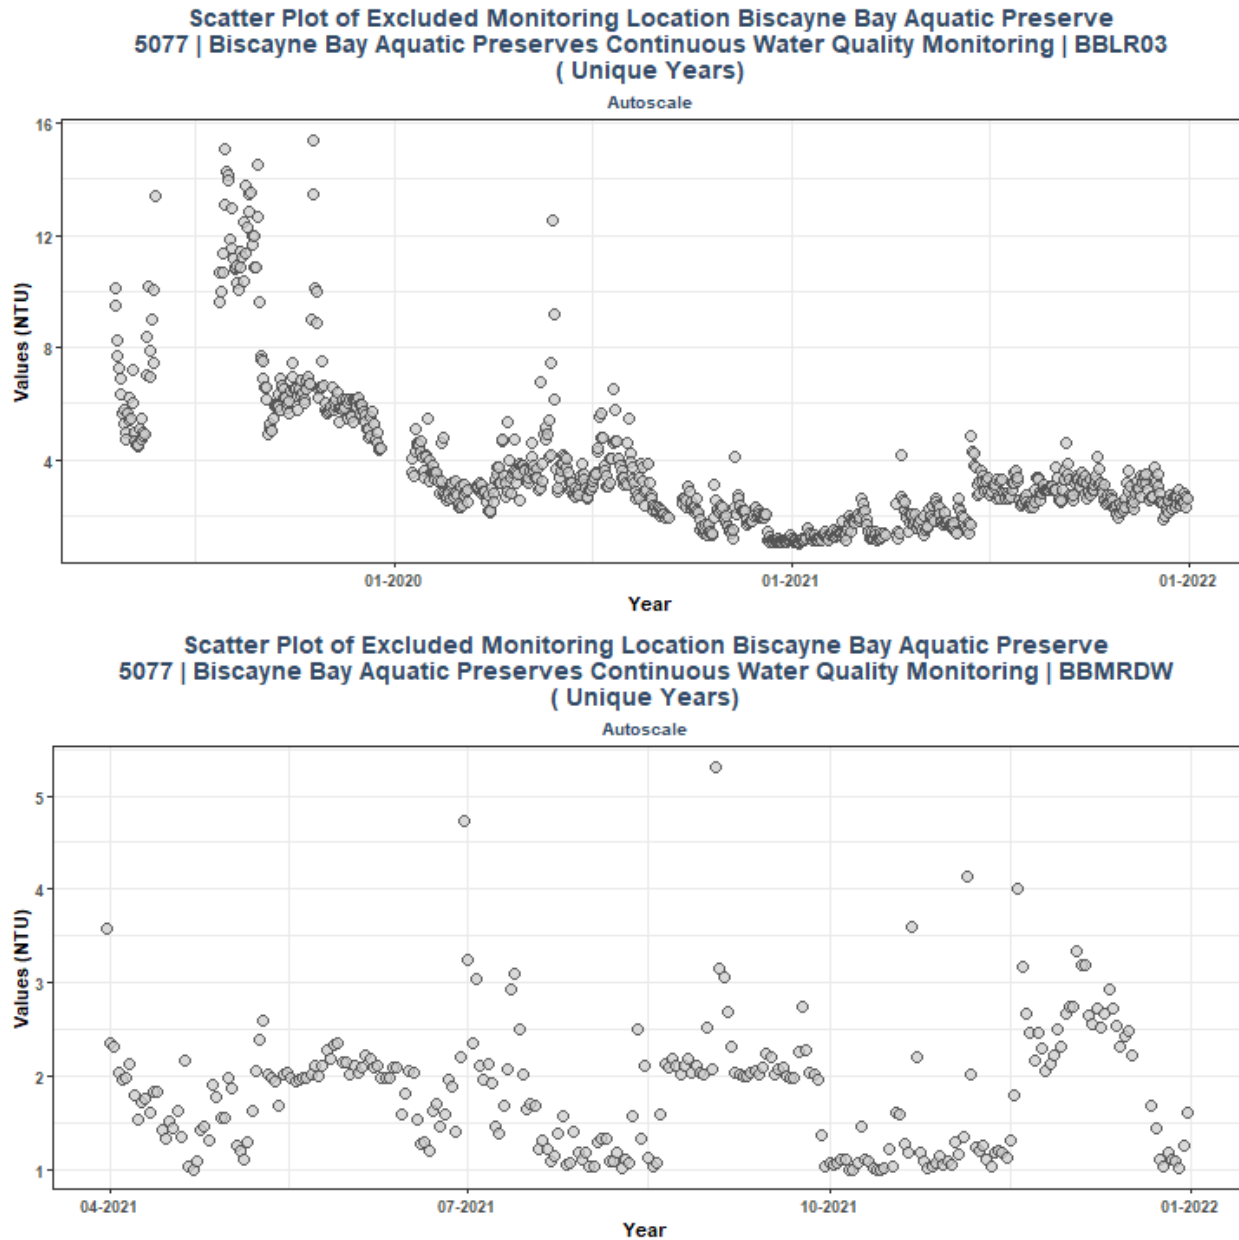 Scatter Plot of Excluded Monitoring Location Biscayne Bay Aquatic Preserve
5077 | Biscayne Bay Aquatic Preserves Continuous Water Quality Monitoring | BBLR03
( Unique Years)
Autoscale
Values (NTU)
16
12
8
4
01-2020
01-2021
01-2022
Year
Scatter Plot of Excluded Monitoring Location Biscayne Bay Aquatic Preserve
5077 | Biscayne Bay Aquatic Preserves Continuous Water Quality Monitoring | BBMRDW
( Unique Years)
Autoscale
Values (NTU)
5
4
3
2
1
04-2021
07-2021
10-2021
01-2022
Year